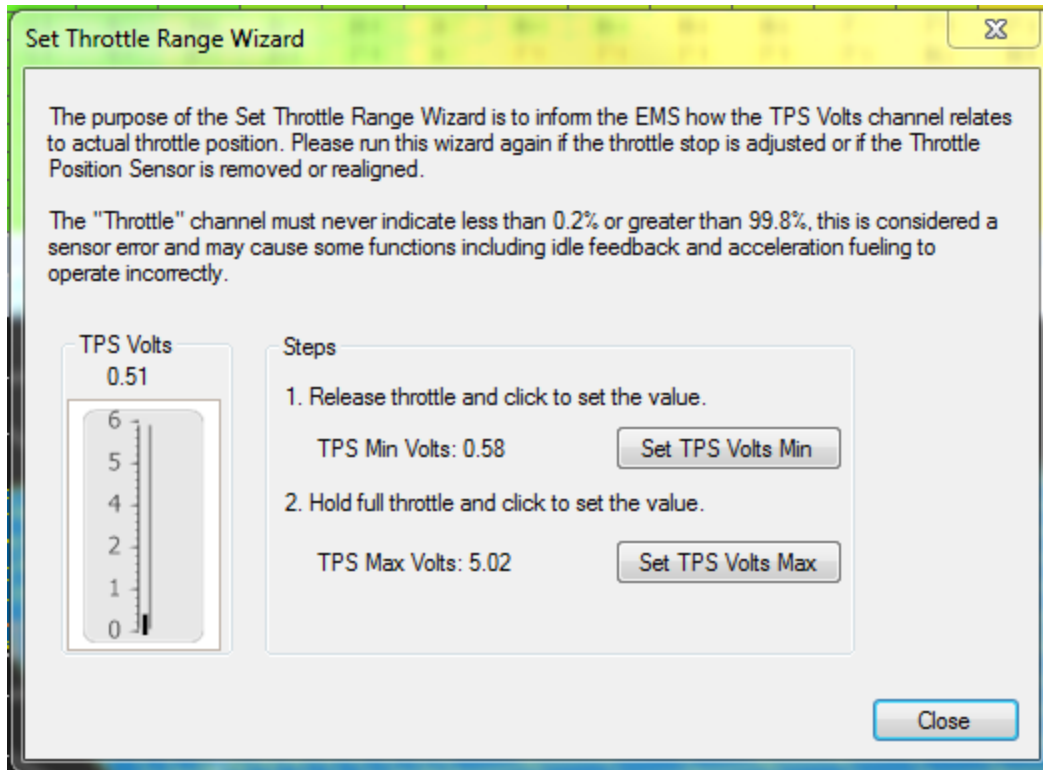 Set Throttle Range Wizard
The purpose of the Set Throttle Range Wizard is to inform the EMS how the TPS Volts channel relates
to actual throttle position. Please run this wizard again if the throttle stop is adjusted or if the Throttle
Position Sensor is removed or realigned.
The "Throttle" channel must never indicate less than 0.2% or greater than 99.8%, this is considered a
sensor error and may cause some functions including idle feedback and acceleration fueling to
operate incorrectly.
TPS Volts
0.51
6
5
4
2
1
0
Steps
1. Release throttle and click to set the value.
TPS Min Volts: 0.58 Set TPS Volts Min
2. Hold full throttle and click to set the value.
TPS Max Volts: 5.02 Set TPS Volts Max
Close